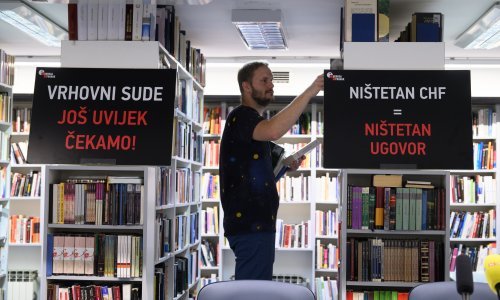 VRHOVNI SUDE
JOŠ UVIJEK
ČEKAMO!
NIŠTETAN CHF
=
NIŠTETAN
UGOVOR